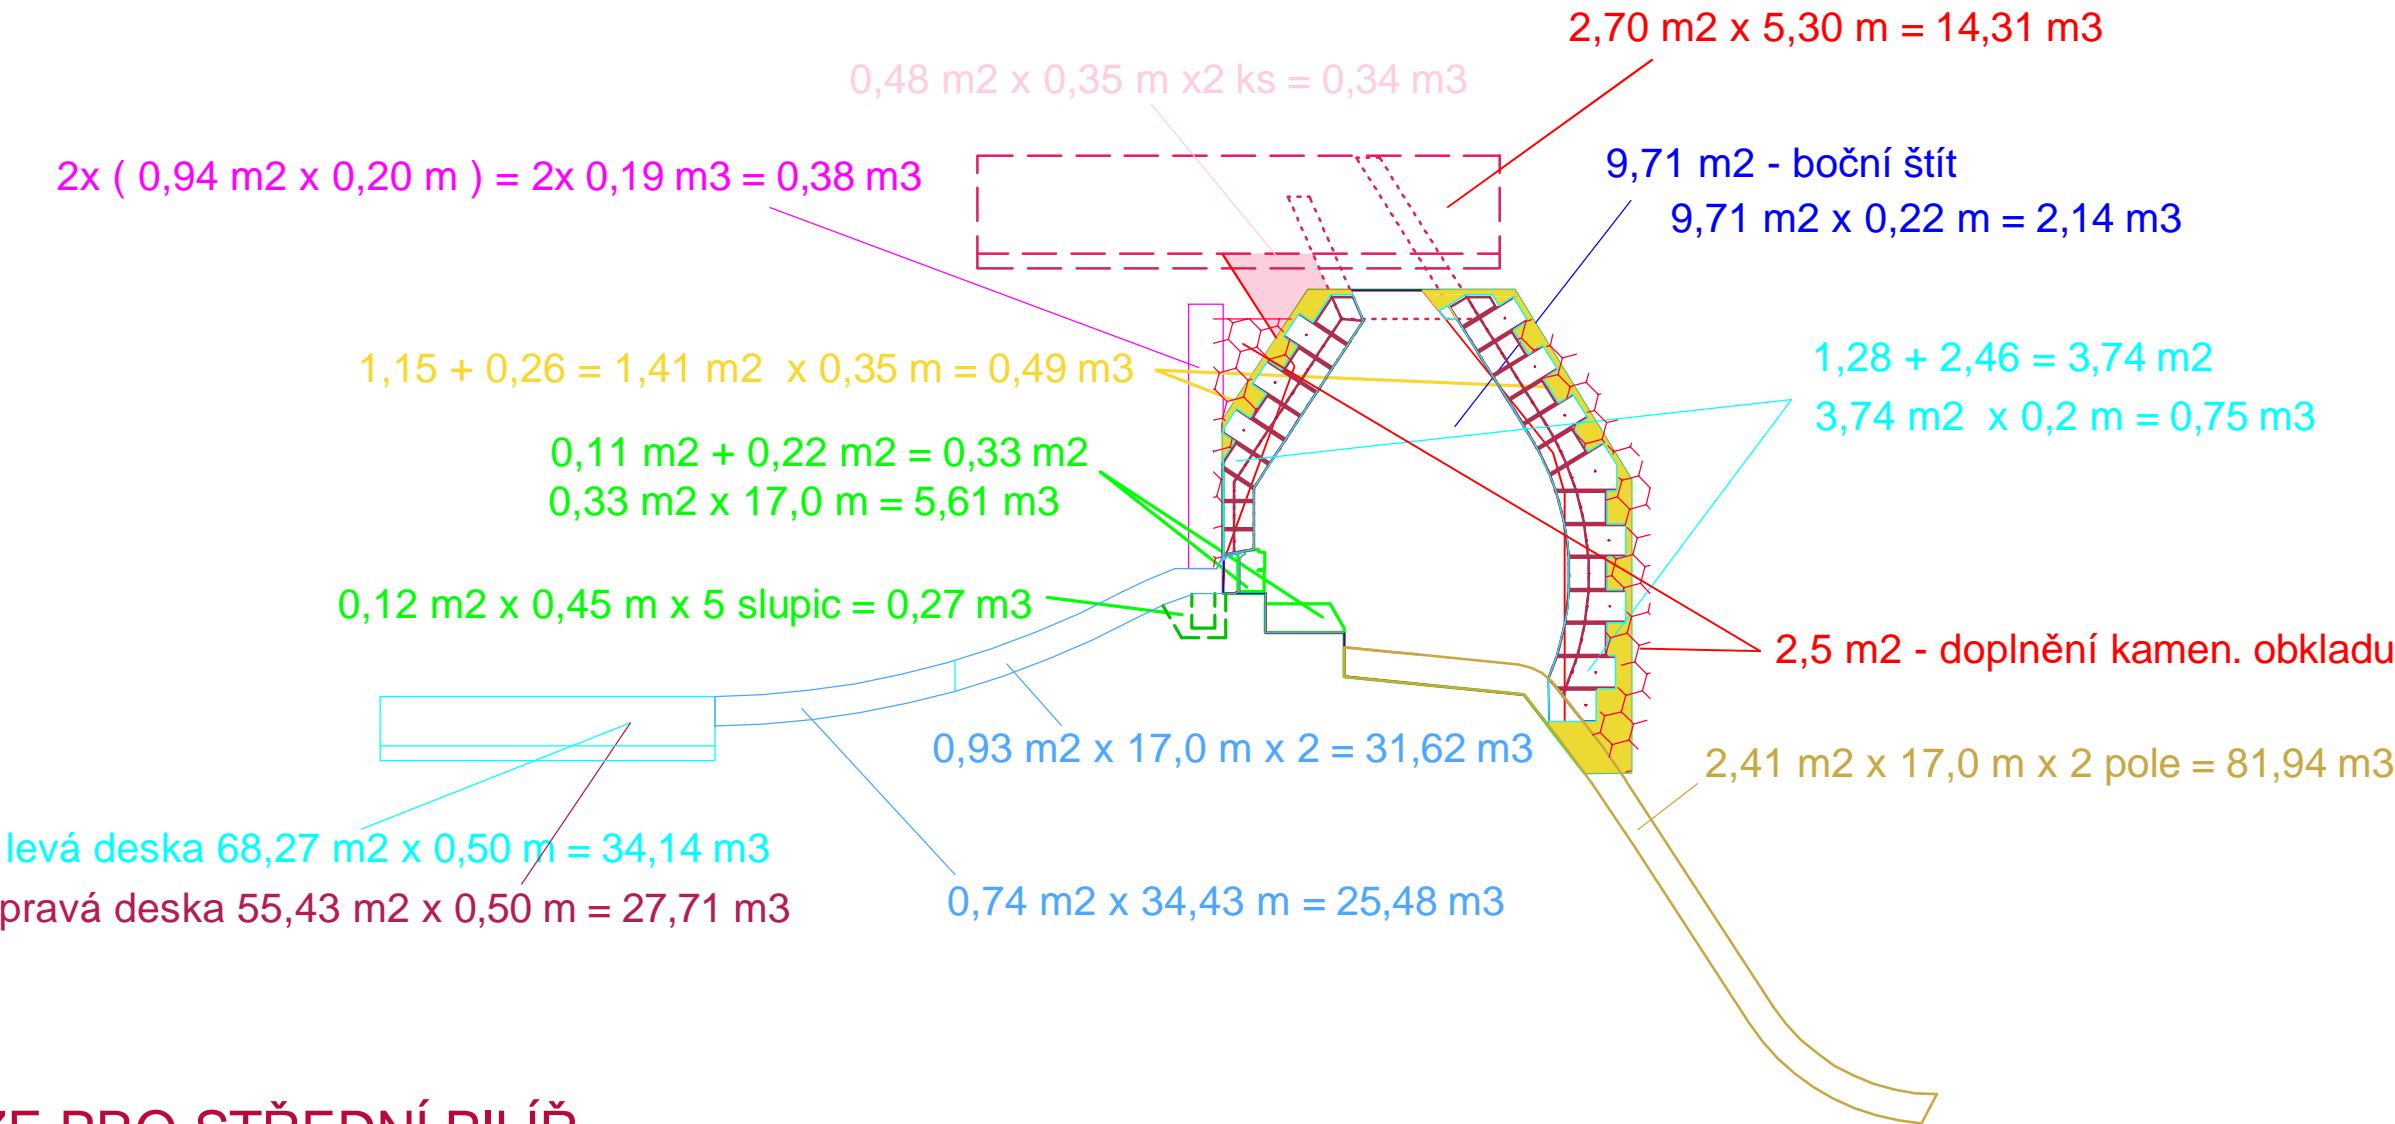 2,70 m2 x 5,30 m = 14,31 m3
0,48 m2 x 0,35 m x2 ks = 0,34 m3
2x ( 0,94 m2 x 0,20 m ) = 2x 0,19 m3 = 0,38 m3
9,71 m2 - boční štít
9,71 m2 x 0,22 m = 2,14 m3
1,15 + 0,26 = 1,41 m2 x 0,35 m = 0,49 m3
1,28 + 2,46 = 3,74 m2
3,74 m2 x 0,2 m = 0,75 m3
0,11 m2 + 0,22 m2 = 0,33 m2
0,33 m2 x 17,0 m = 5,61 m3
0,12 m2 x 0,45 m x 5 slupic = 0,27 m3
2,5 m2 - doplnění kamen. obkladu
0,93 m2 x 17,0 m x 2 = 31,62 m3
2,41 m2 x 17,0 m x 2 pole = 81,94 m3
levá deska 68,27 m2 x 0,50 m = 34,14 m3
pravá deska 55,43 m2 x 0,50 m = 27,71 m3
0,74 m2 x 34,43 m = 25,48 m3
PRO STŘEDNÍ PILÍŘ